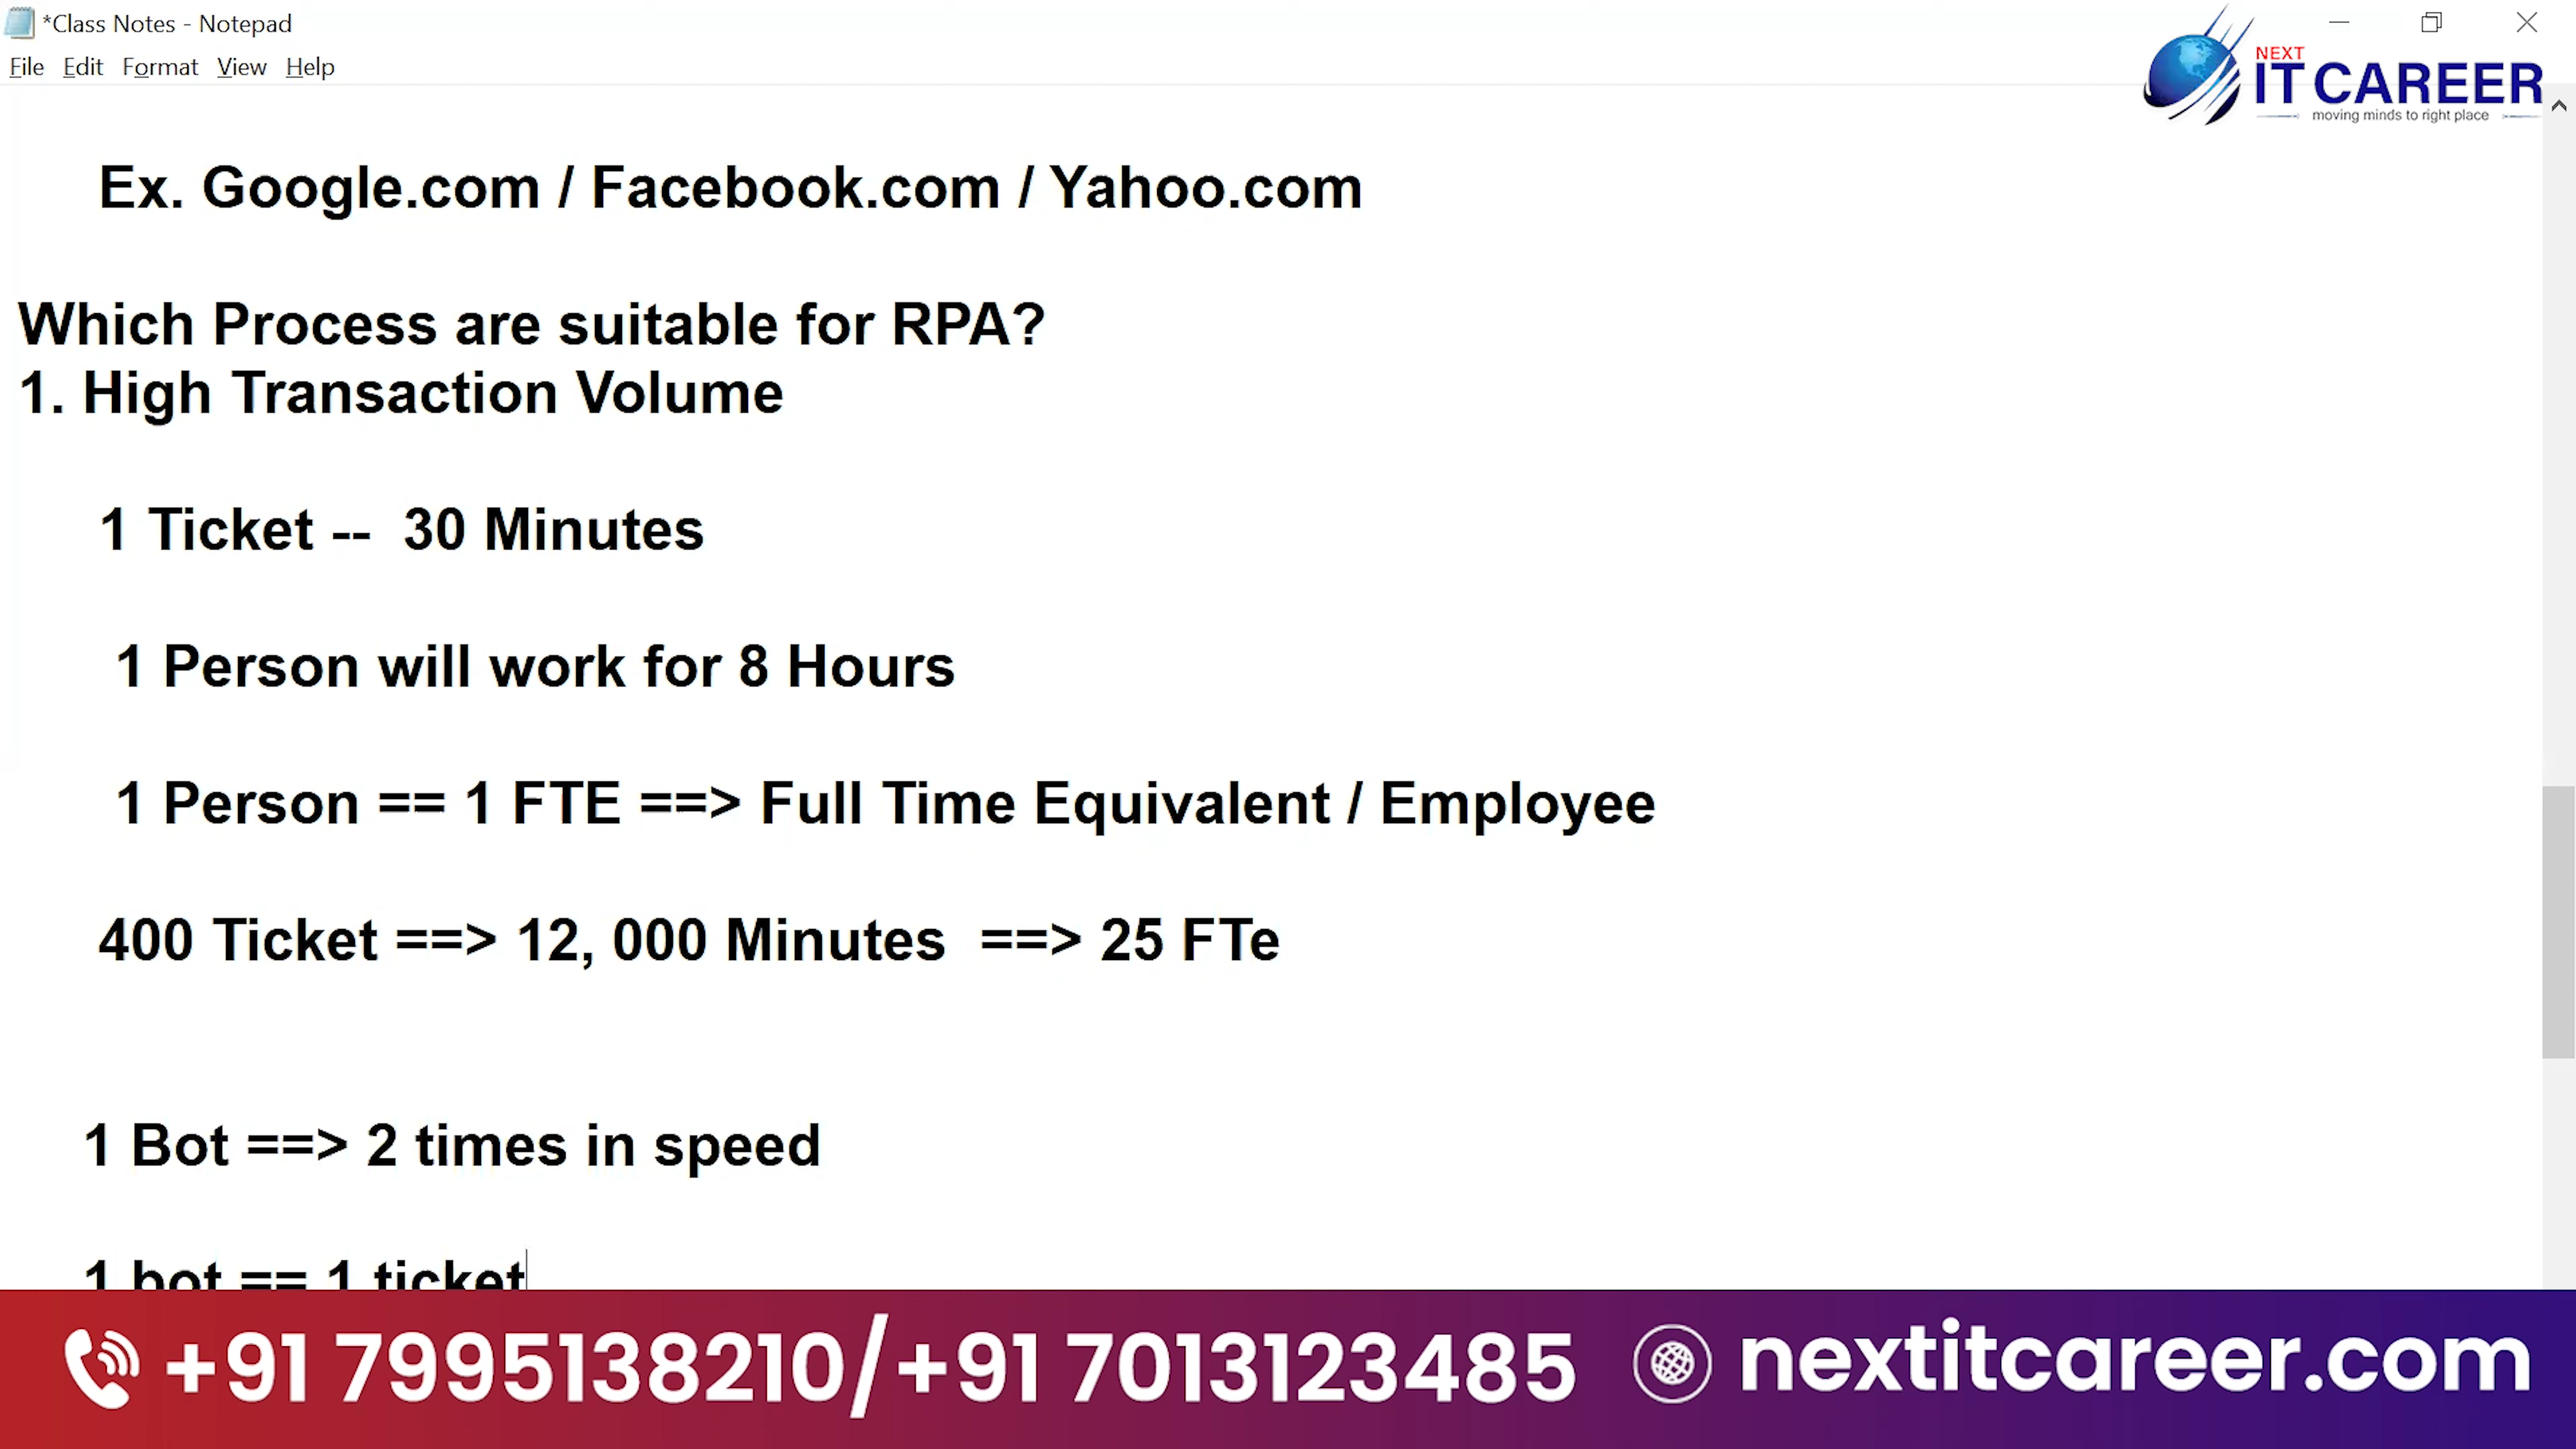 *Class Notes - Notepad
File Edit Format View Help
NEXT
IT CAREER
moving minds to right place
Ex. Google.com / Facebook.com / Yahoo.com
Which Process are suitable for RPA?
1. High Transaction Volume
1 Ticket -- 30 Minutes
1 Person will work for 8 Hours
1 Person == 1 FTE ==> Full Time Equivalent / Employee
400 Ticket ==> 12, 000 Minutes ==> 25 FTe
1 Bot ==> 2 times in speed
1 bot == 1 ticket
+91 7995138210/+91 7013123485 nextitcareer.com